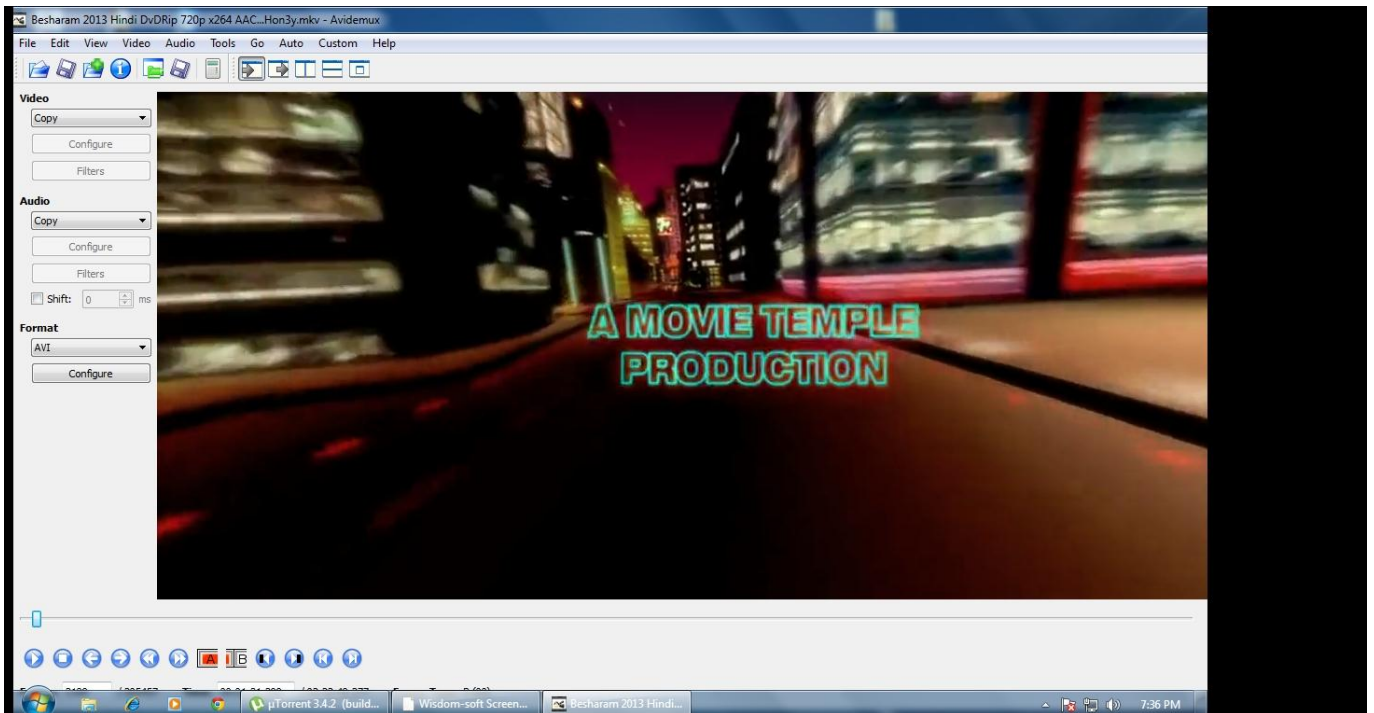 Besharam 2013 Hindi DvDRip 720p x264 AAC...Hon3y.mkv - Avidemux
File Edit View Video Audio Tools Go Auto Custom Help
Video
Copy
Configure
Filters
Audio
Copy
Configure
Filters
Shift: 0 ms
Format
AVI
Configure
A MOVIE TEMPLE
PRODUCTION
A B
µTorrent 3.4.2 (build... Wisdom-soft Screen... Besharam 2013 Hindi... 7:36 PM